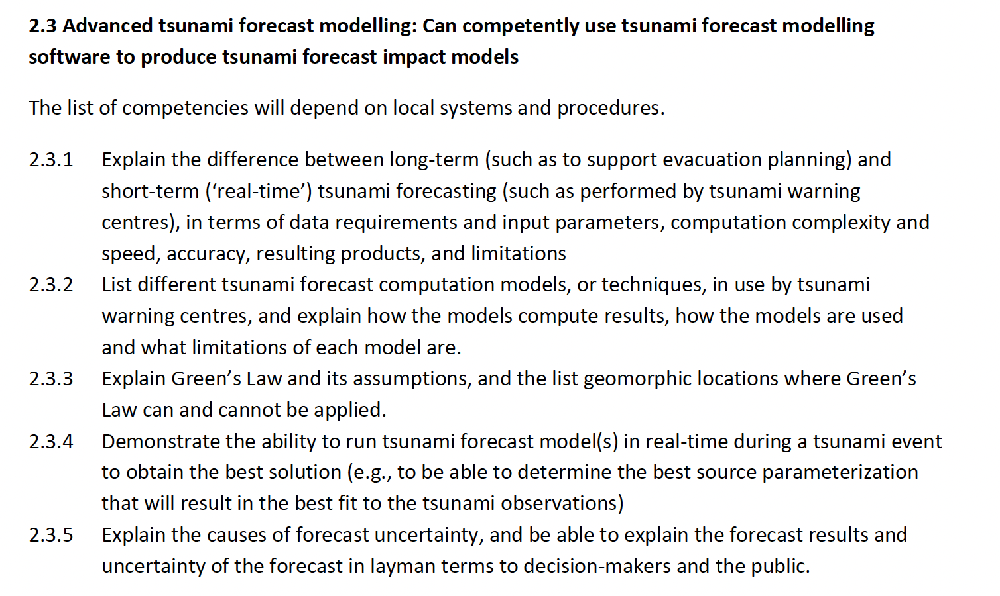 2.3 Advanced tsunami forecast modelling: Can competently use tsunami forecast modelling
software to produce tsunami forecast impact models
The list of competencies will depend on local systems and procedures.
2.3.1 Explain the difference between long-term (such as to support evacuation planning) and
short-term (‘real-time’) tsunami forecasting (such as performed by tsunami warning
centres), in terms of data requirements and input parameters, computation complexity and
speed, accuracy, resulting products, and limitations
2.3.2 List different tsunami forecast computation models, or techniques, in use by tsunami
warning centres, and explain how the models compute results, how the models are used
and what limitations of each model are.
2.3.3 Explain Green’s Law and its assumptions, and the list geomorphic locations where Green’s
Law can and cannot be applied.
2.3.4 Demonstrate the ability to run tsunami forecast model(s) in real-time during a tsunami event
to obtain the best solution (e.g., to be able to determine the best source parameterization
that will result in the best fit to the tsunami observations)
2.3.5 Explain the causes of forecast uncertainty, and be able to explain the forecast results and
uncertainty of the forecast in layman terms to decision-makers and the public.